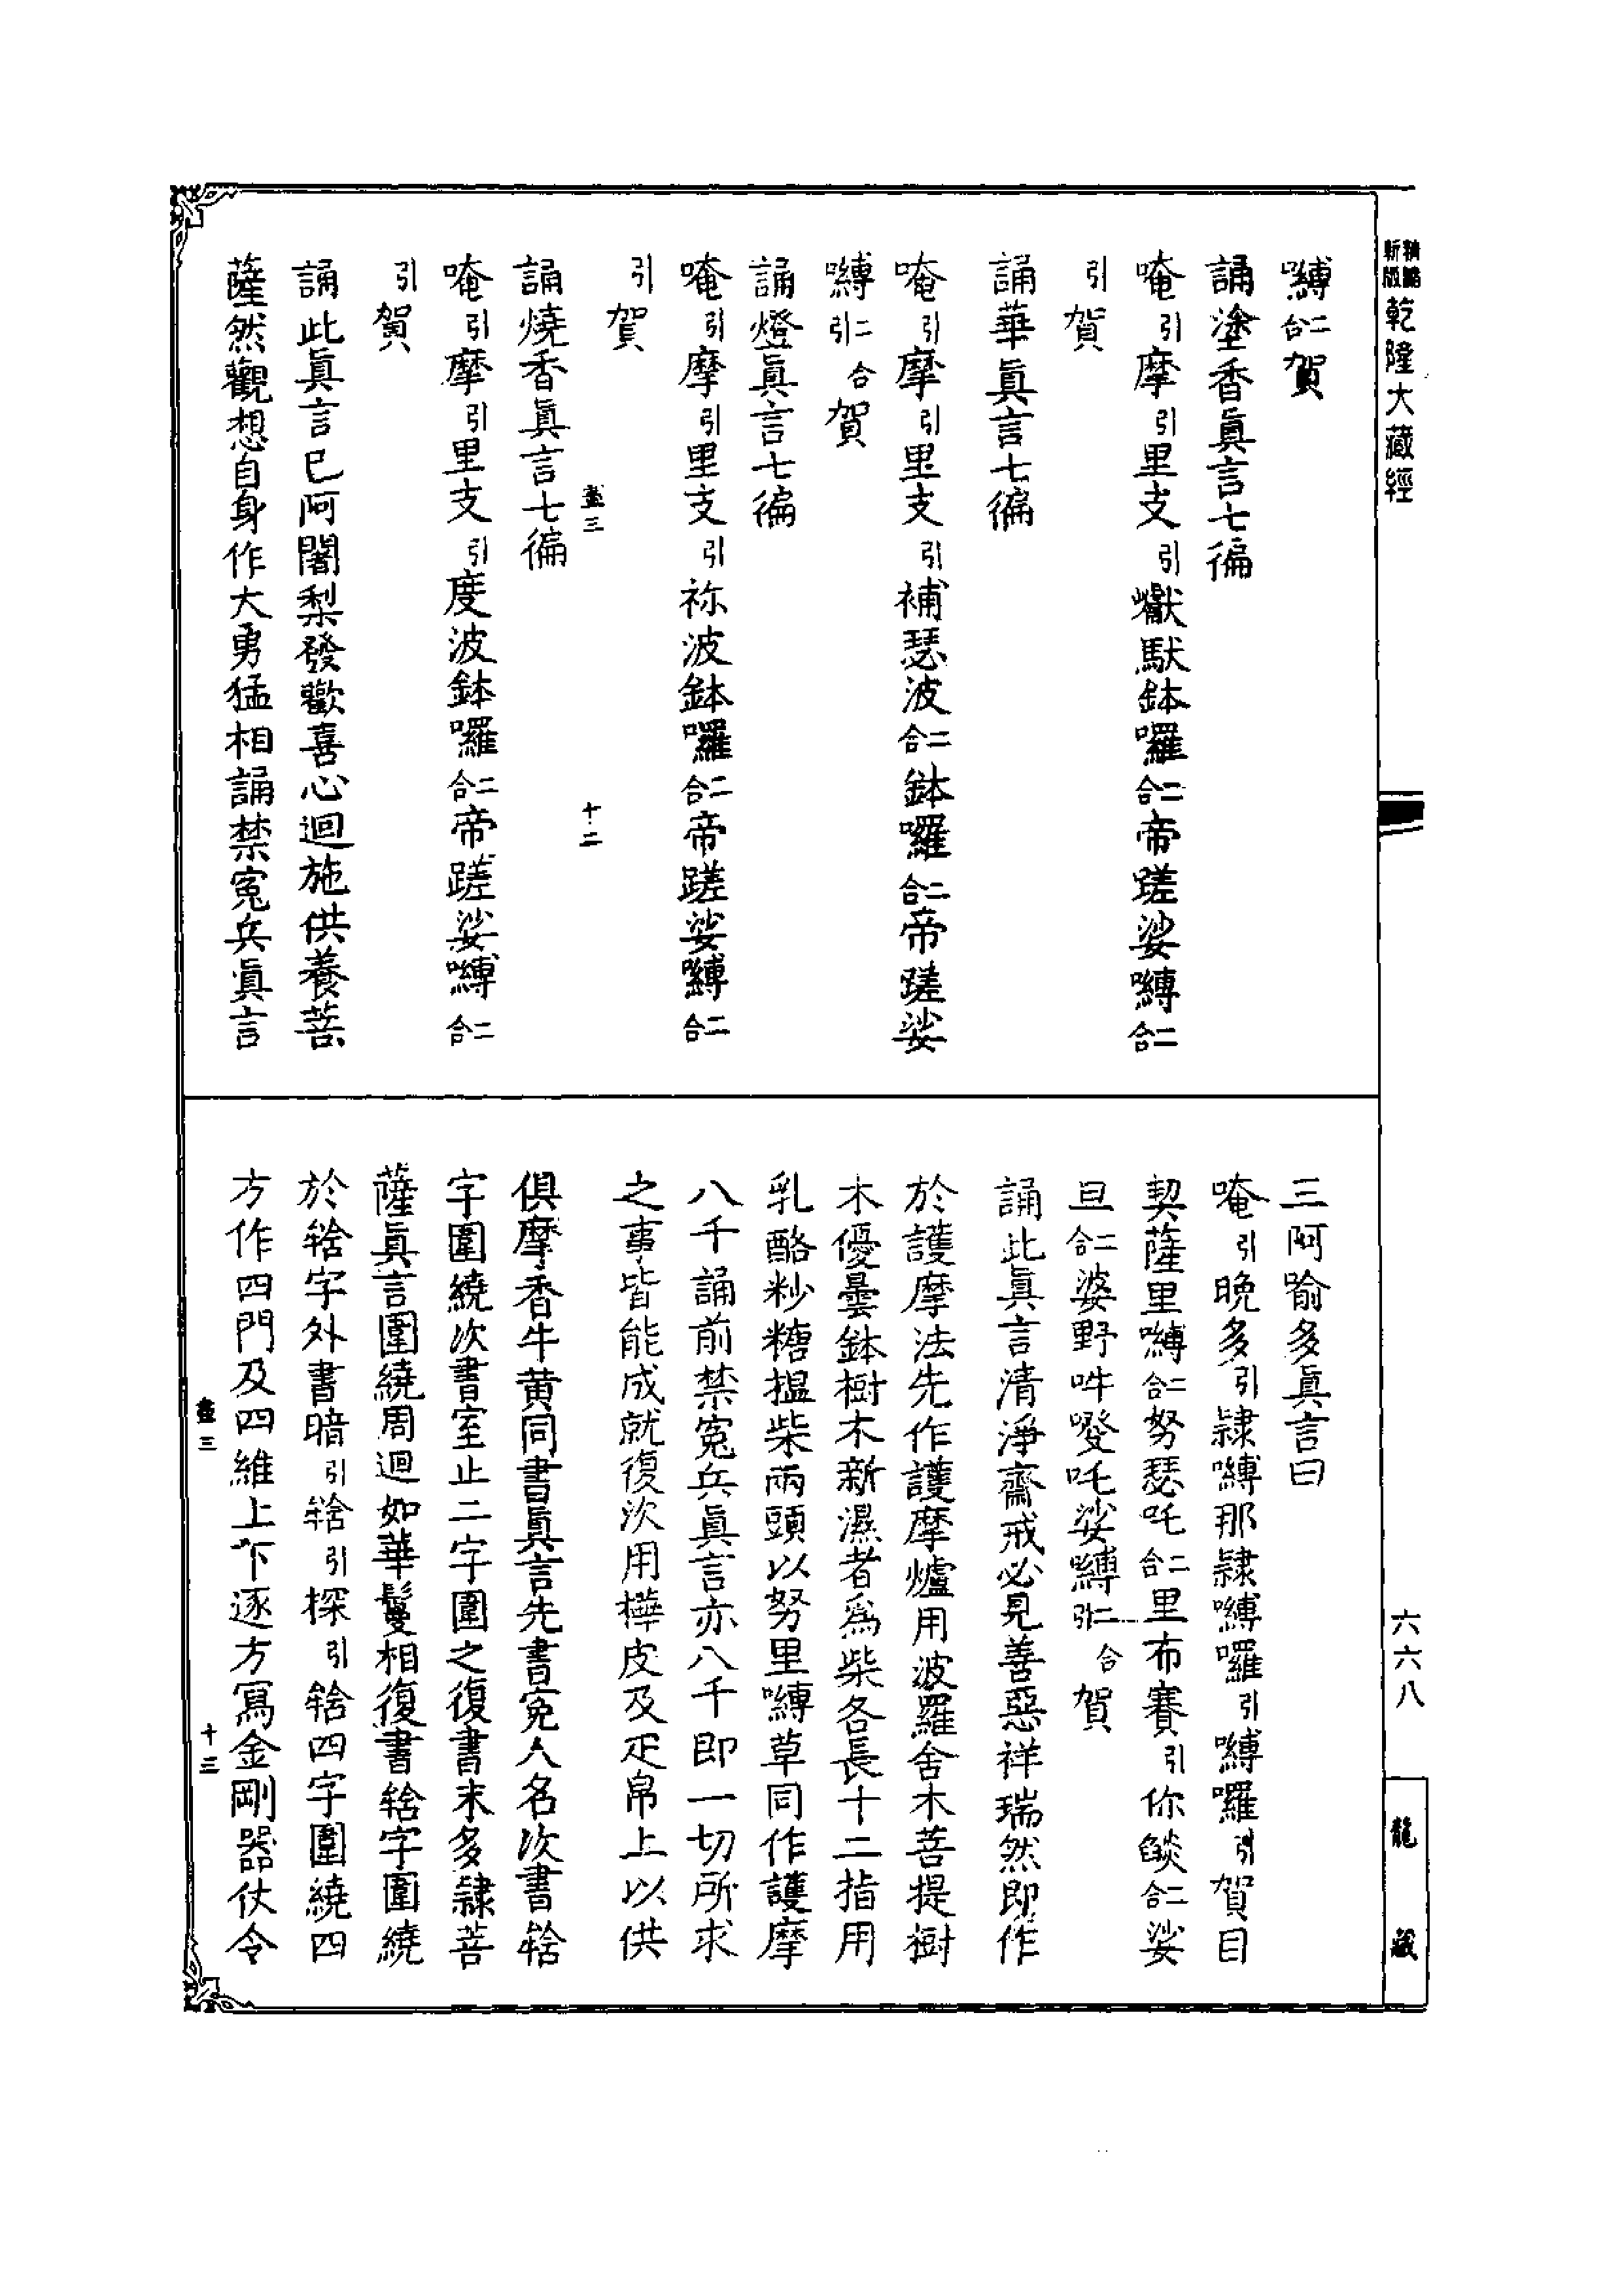 乾隆大藏經
嚩二合賀
誦塗香眞言七徧
唵引摩引里支引巘馱鉢囉二合帝蹉娑嚩二合
引賀
誦華眞言七徧
唵引摩引里支引補瑟波二合鉢囉二合帝蹉娑
嚩二合引賀
誦燈眞言七徧
唵引摩引里支引祢波鉢囉二合帝蹉娑嚩二合
引賀
十二
誦燒香眞言七徧
唵引摩引里支引度波鉢囉二合帝蹉娑嚩二合
引賀
誦此眞言已阿闍梨發歡喜心迴施供養菩
薩然觀想自身作大勇猛相誦禁寃兵眞言
六六八
龍藏
三阿喻多眞言曰
唵引晚多引隷嚩那隷嚩囉引嚩囉引賀目
契薩里嚩二合努瑟吒二合里布賽引你𦦨二合娑
旦二合婆野吽㗳吒娑嚩二合引賀
誦此眞言清淨齋戒必見善惡祥瑞然即作
於護摩法先作護摩爐用波羅舍木菩提樹
木優曇鉢樹木新濕者爲柴各長十二指用
乳酪粆糖揾柴兩頭以努里嚩草同作護摩
八千誦前禁寃兵眞言亦八千即一切所求
之事皆能成就復次用樺皮及疋帛上以供
俱摩香牛黄同書眞言先書寃人名次書㘕
字圍繞次書室止二字圍之復書末多隷菩
薩眞言圍繞周迴如華鬘相復書㘕字圍繞
於㘕字外書暗引㘕引探引㘕四字圍繞四
方作四門及四維上下逐方寫金剛器仗令
十三